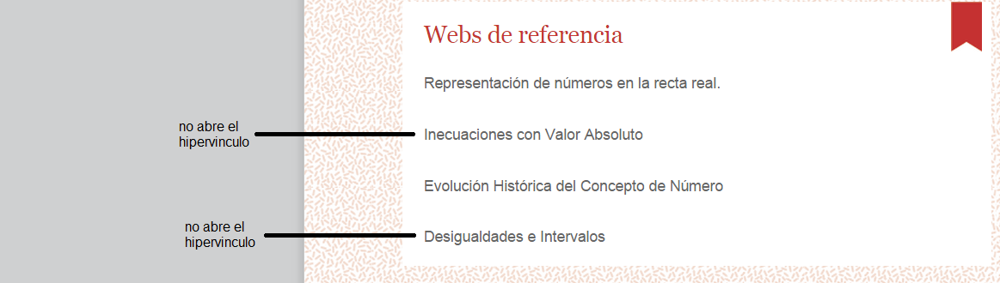 Webs de referencia
Representación de números en la recta real.
no abre el
hipervinculo
Inecuaciones con Valor Absoluto
Evolución Histórica del Concepto de Número
no abre el
hipervinculo
Desigualdades e Intervalos